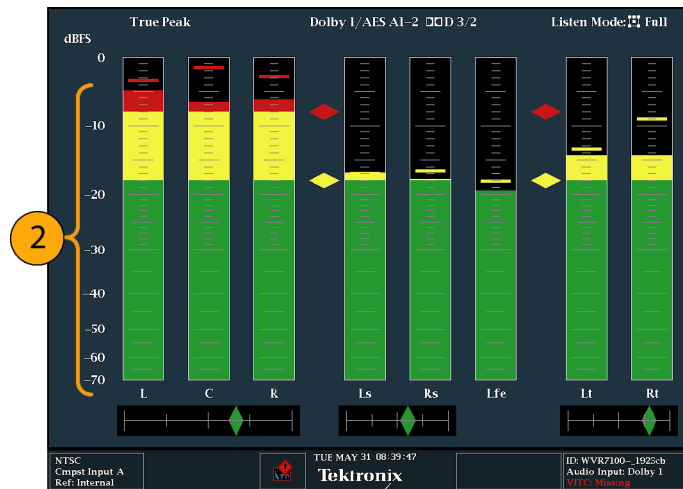 True Peak
Dolby 1/AES A1-2 DD D 3/2
Listen Mode: Full
dBFS
0
-10
-20
-30
-40
-50
-60
-70
2
L C R Ls Rs Lfe Lt Rt
NTSC
Cmpst Input A
Ref: Internal
TUE MAY 31 08:39:47
Tektronix
ID: WVR7100-_1923cb
Audio Input: Dolby 1
VITC: Missing